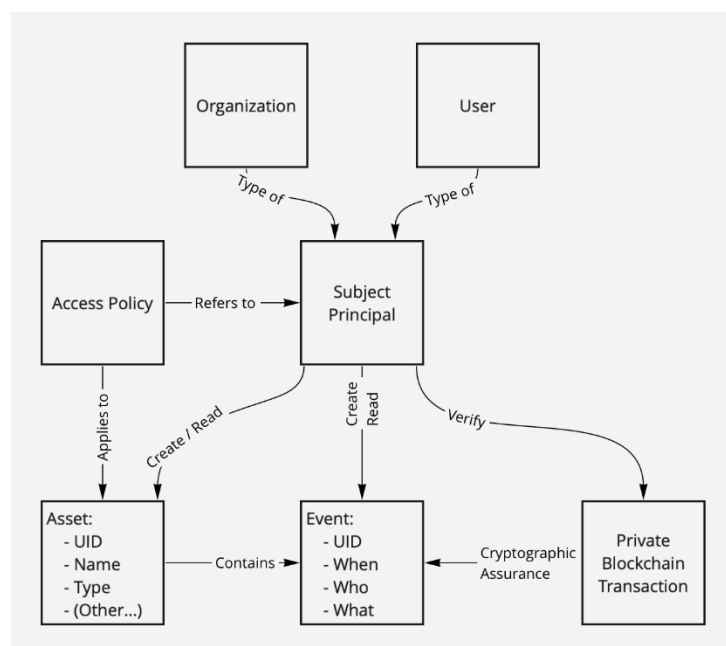 Organization
User
Type of
Type of
Access Policy
Refers to
Subject
Principal
Applies to
Create / Read
Create
Read
Verify
Asset:
- UID
- Name
- Type
- (Other...)
Contains
Event:
- UID
- When
- Who
- What
Cryptographic
Assurance
Private
Blockchain
Transaction